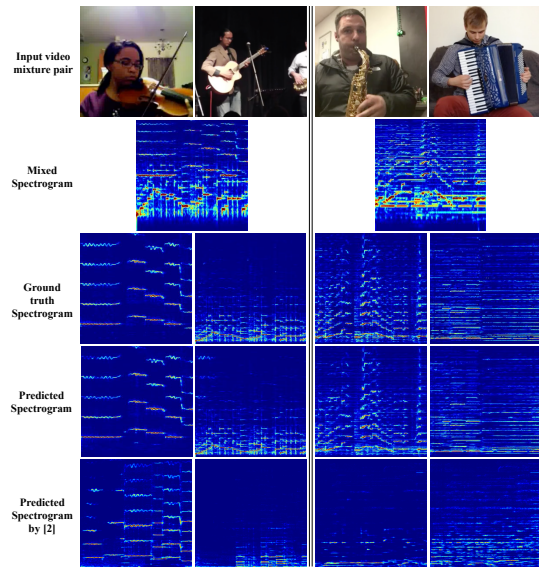 Input video
mixture pair
Mixed
Spectrogram
Ground
truth
Spectrogram
Predicted
Spectrogram
Predicted
Spectrogram
by [2]